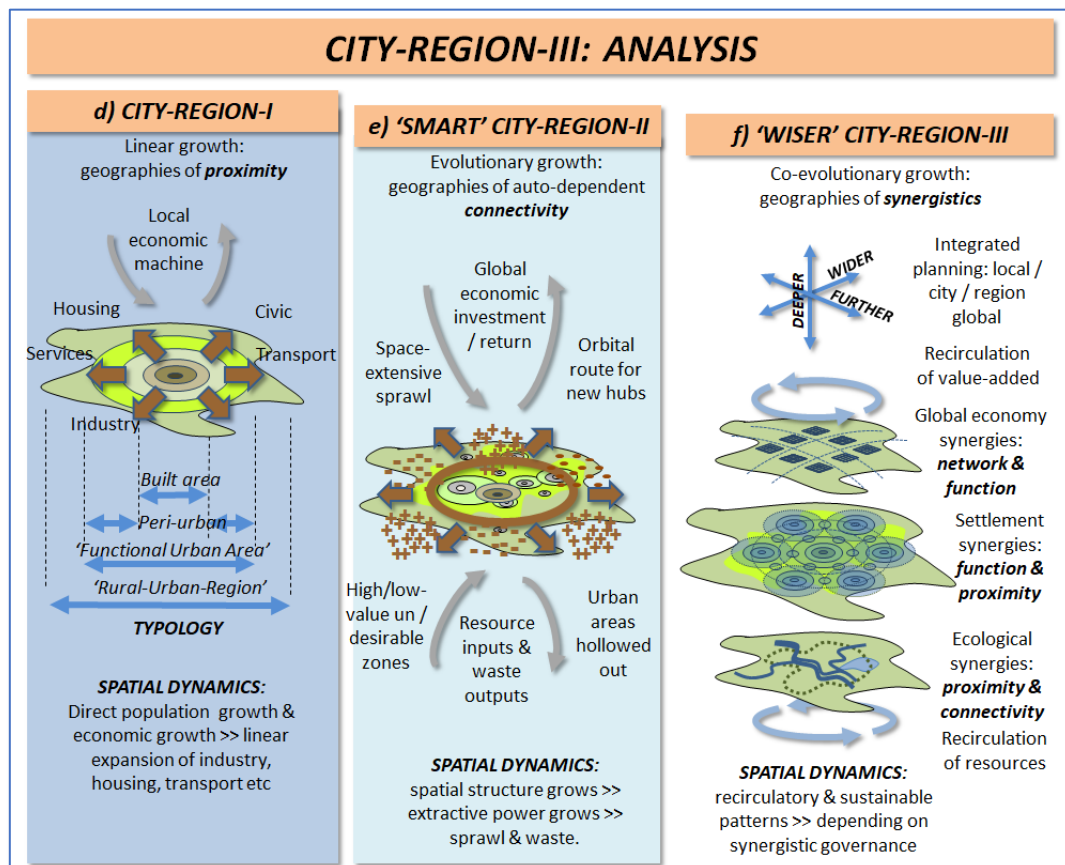 CITY-REGION-III: ANALYSIS
d) CITY-REGION-I
Linear growth:
geographies of proximity
Local
economic
machine
Housing
Civic
Services
Transport
Industry
Built area
Peri-urban
‘Functional Urban Area’
‘Rural-Urban-Region’
TYPOLOGY
SPATIAL DYNAMICS:
Direct population growth &
economic growth >> linear
expansion of industry,
housing, transport etc
e) ‘SMART’ CITY-REGION-II
Evolutionary growth:
geographies of auto-dependent
connectivity
Global
economic
investment
/ return
Space-
extensive
sprawl
Orbital
route for
new hubs
High/low-
value un /
desirable
zones
Resource
inputs &
waste
outputs
Urban
areas
hollowed
out
SPATIAL DYNAMICS:
spatial structure grows >>
extractive power grows >>
sprawl & waste.
f) ‘WISER’ CITY-REGION-III
Co-evolutionary growth:
geographies of synergistics
DEEPER
WIDER
FURTHER
Integrated
planning: local /
city / region
global
Recirculation
of value-added
Global economy
synergies:
network &
function
Settlement
synergies:
function &
proximity
Ecological
synergies:
proximity &
connectivity
Recirculation
of resources
SPATIAL DYNAMICS:
recirculatory & sustainable
patterns >> depending on
synergistic governance